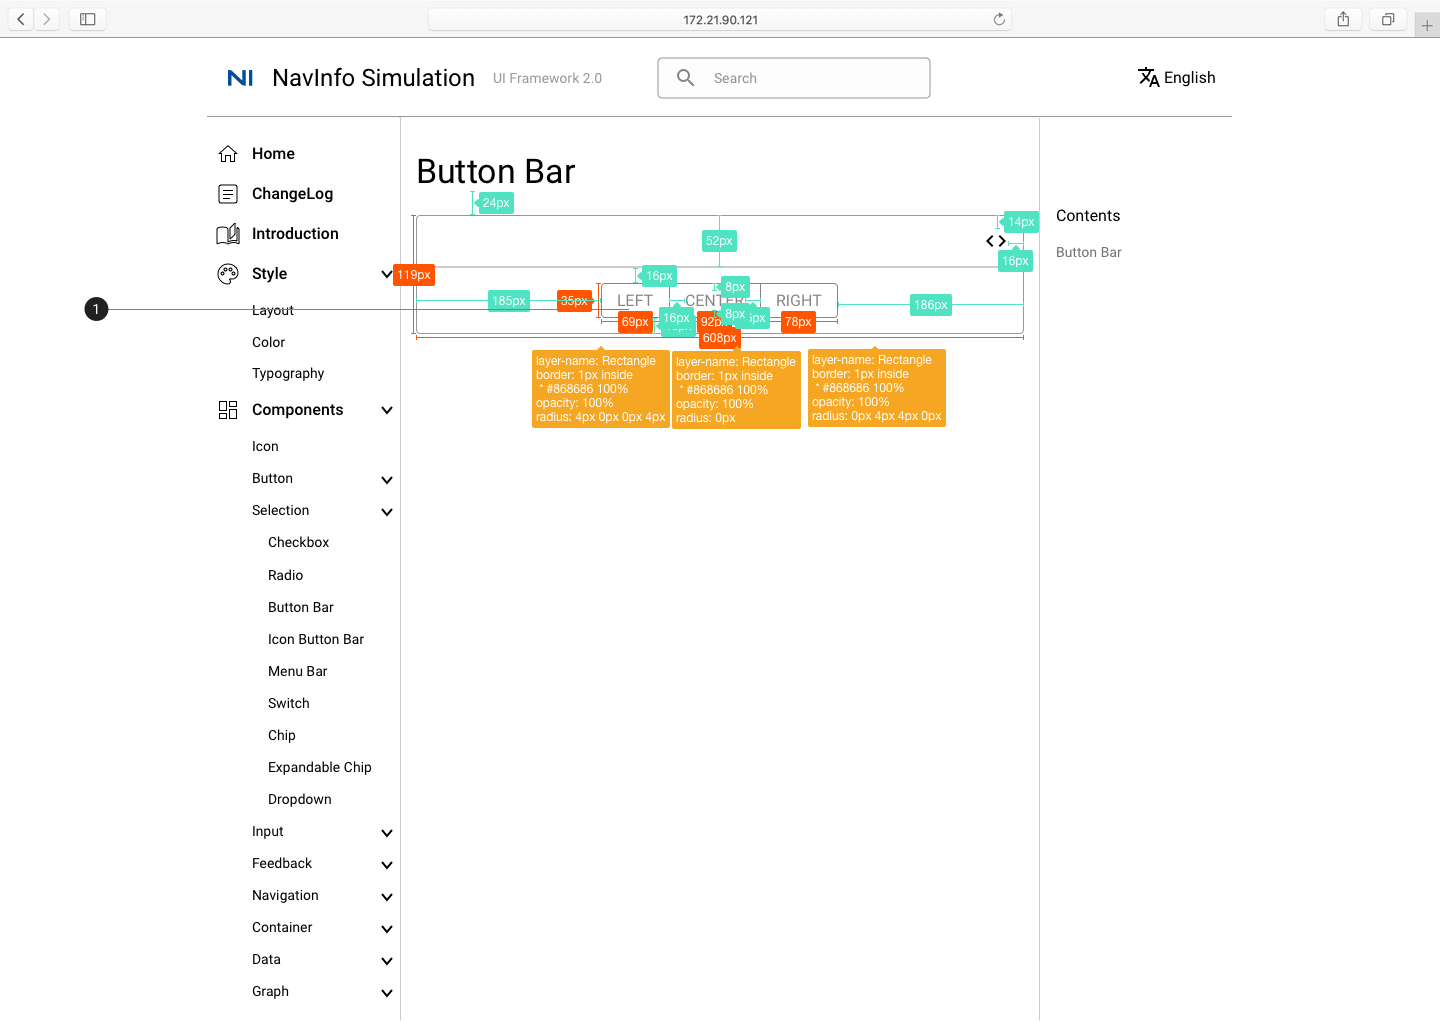 172.21.90.121
NI NavInfo Simulation UI Framework 2.0 Search English
Home
ChangeLog
Introduction
Style
Layout
Color
Typography
Components
Icon
Button
Selection
Checkbox
Radio
Button Bar
Icon Button Bar
Menu Bar
Switch
Chip
Expandable Chip
Dropdown
Input
Feedback
Navigation
Container
Data
Graph
1
Button Bar
24px
14px
52px
16px
119px
16px
8px
185px
35px
LEFT
CENTER
RIGHT
186px
69px
16px
92px
8px
78px
608px
layer-name: Rectangle
border: 1px inside
* #868686 100%
opacity: 100%
radius: 4px 0px 0px 4px
layer-name: Rectangle
border: 1px inside
* #868686 100%
opacity: 100%
radius: 0px
layer-name: Rectangle
border: 1px inside
* #868686 100%
opacity: 100%
radius: 0px 4px 4px 0px
Contents
Button Bar